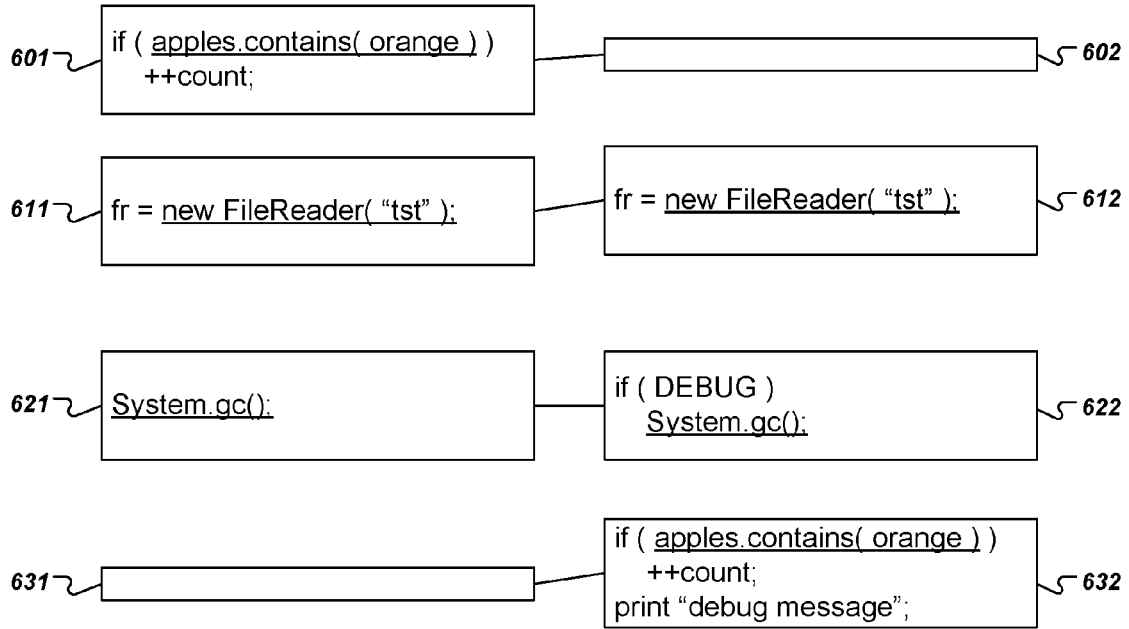 601
if ( apples.contains( orange ) )
++count;
602
611
fr = new FileReader( “tst” );
fr = new FileReader( “tst” );
612
621
System.gc();
if ( DEBUG )
System.gc();
622
631
if ( apples.contains( orange ) )
++count;
print “debug message”;
632